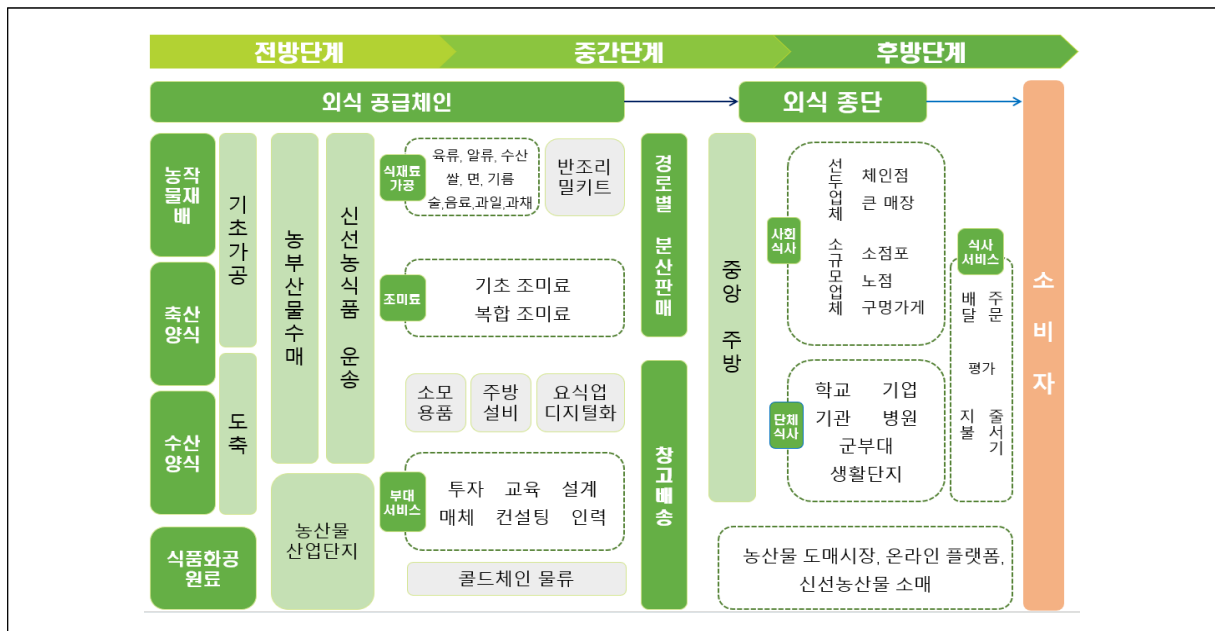 전방단계
중간단계
후방단계
외식 공급체인
외식 종단
농작
물재
배
축산
양식
수산
양식
식품화공
원료
기초가공
도축
농부산물수매
농산물
산업단지
신선농식품 운송
식재료
가공
육류, 알류, 수산
쌀, 면, 기름
술,음료,과일,과채
반조리
밀키트
조미료
기초 조미료
복합 조미료
소모
용품
주방
설비
요식업
디지털화
부대
서비스
투자 교육 설계
매체 컨설팅 인력
콜드체인 물류
경로별 분산판매
창고배송
중앙 주방
사회
식사
선두업체
체인점
큰 매장
소규모업체
소점포
노점
구멍가게
단체
식사
학교 기업
기관 병원
군부대
생활단지
식사
서비스
배달
주문
평가
지불
줄서기
농산물 도매시장, 온라인 플랫폼,
신선농산물 소매
소비자